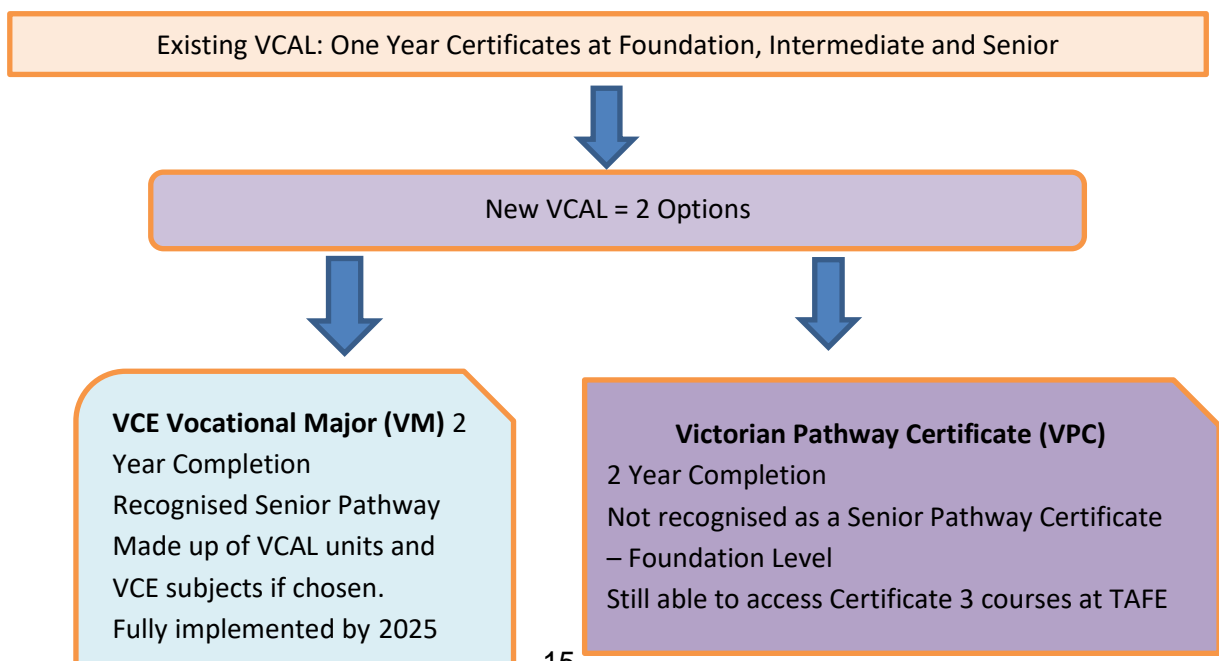 Existing VCAL: One Year Certificates at Foundation, Intermediate and Senior
New VCAL = 2 Options
VCE Vocational Major (VM) 2
Year Completion
Recognised Senior Pathway
Made up of VCAL units and
VCE subjects if chosen.
Fully implemented by 2025
Victorian Pathway Certificate (VPC)
2 Year Completion
Not recognised as a Senior Pathway Certificate
– Foundation Level
Still able to access Certificate 3 courses at TAFE
15